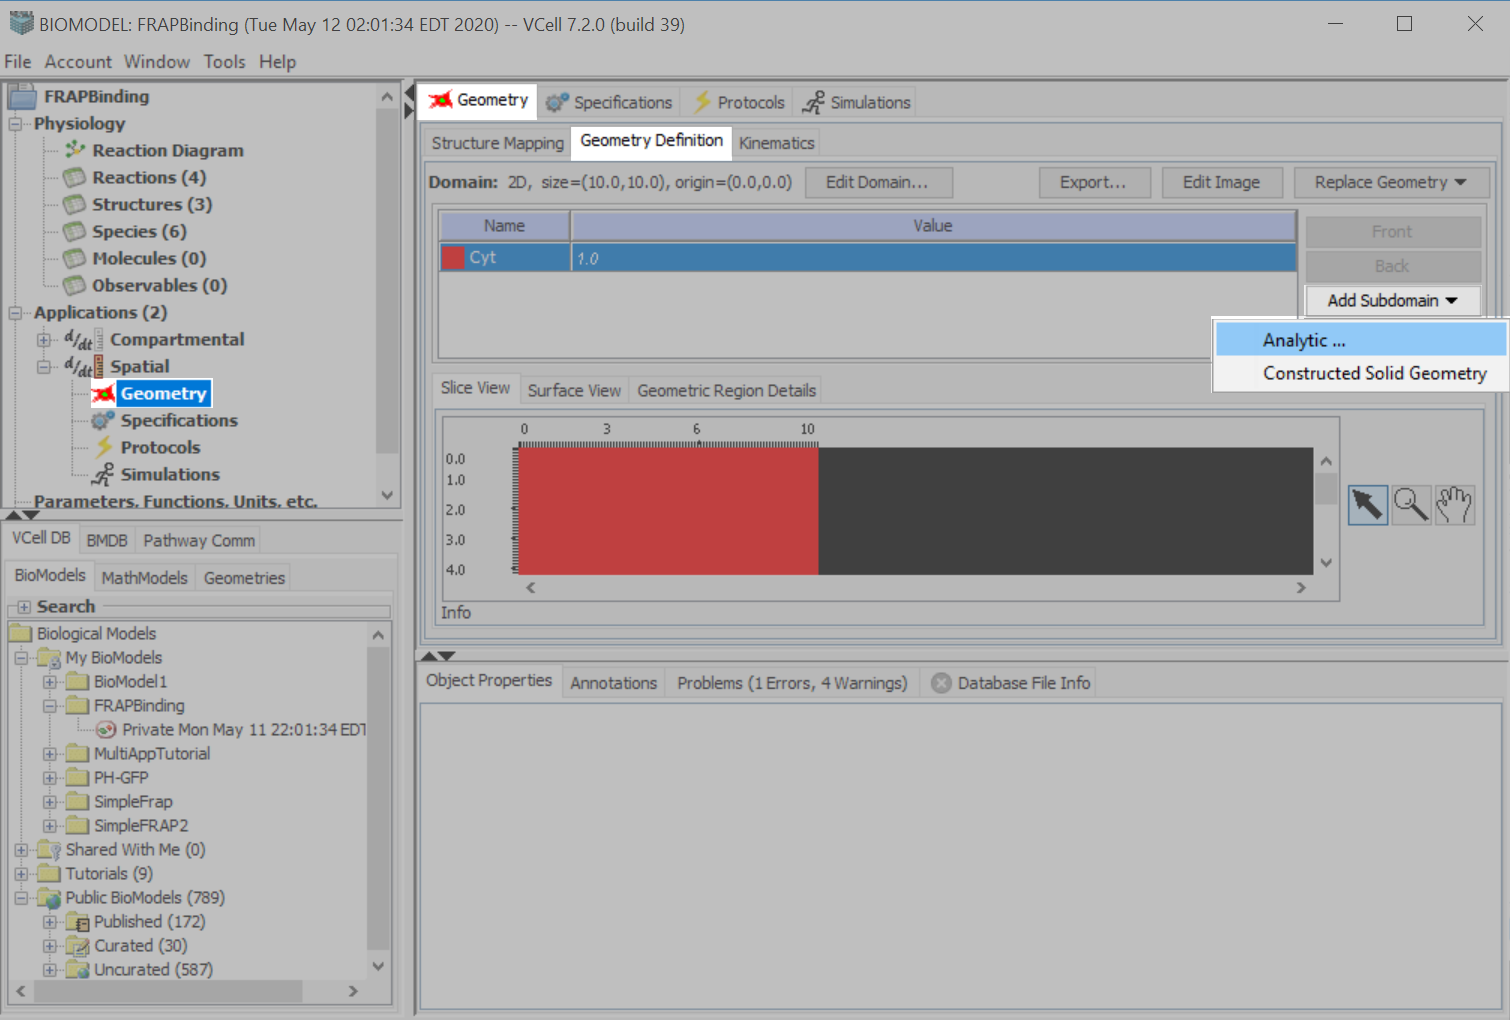 BIOMODEL: FRAPBinding (Tue May 12 02:01:34 EDT 2020) -- VCell 7.2.0 (build 39)
File Account Window Tools Help
FRAPBinding
Physiology
Reaction Diagram
Reactions (4)
Structures (3)
Species (6)
Molecules (0)
Observables (0)
Applications (2)
d/dt Compartmental
d/dt Spatial
Geometry
Specifications
Protocols
Simulations
Parameters, Functions, Units, etc.
VCell DB BMDB Pathway Comm
BioModels MathModels Geometries
Search
Biological Models
My BioModels
BioModel1
FRAPBinding
Private Mon May 11 22:01:34 EDT
MultiAppTutorial
PH-GFP
SimpleFrap
SimpleFRAP2
Shared With Me (0)
Tutorials (9)
Public BioModels (789)
Published (172)
Curated (30)
Uncurated (587)
Geometry Specifications Protocols Simulations
Structure Mapping Geometry Definition Kinematics
Domain: 2D, size=(10.0,10.0), origin=(0.0,0.0) Edit Domain... Export... Edit Image Replace Geometry
Name Value
Cyt 1.0
Front
Back
Add Subdomain
Analytic ...
Constructed Solid Geometry
Slice View Surface View Geometric Region Details
0 3 6 10
0.0
1.0
2.0
3.0
4.0
Info
Object Properties Annotations Problems (1 Errors, 4 Warnings) Database File Info